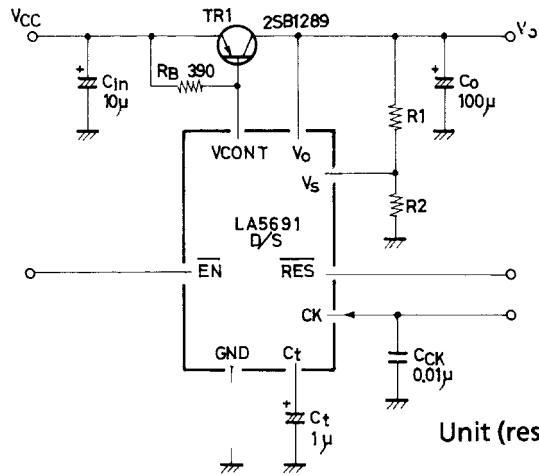 TR1
2SB1289
VCC
Vo
RB 390
Cin
10μ
Co
100μ
R1
VCONT
Vo
Vs
R2
LA5691
D/S
EN
RES
CK
GND
Ct
CCK
0.01μ
Ct
1μ
Unit (res